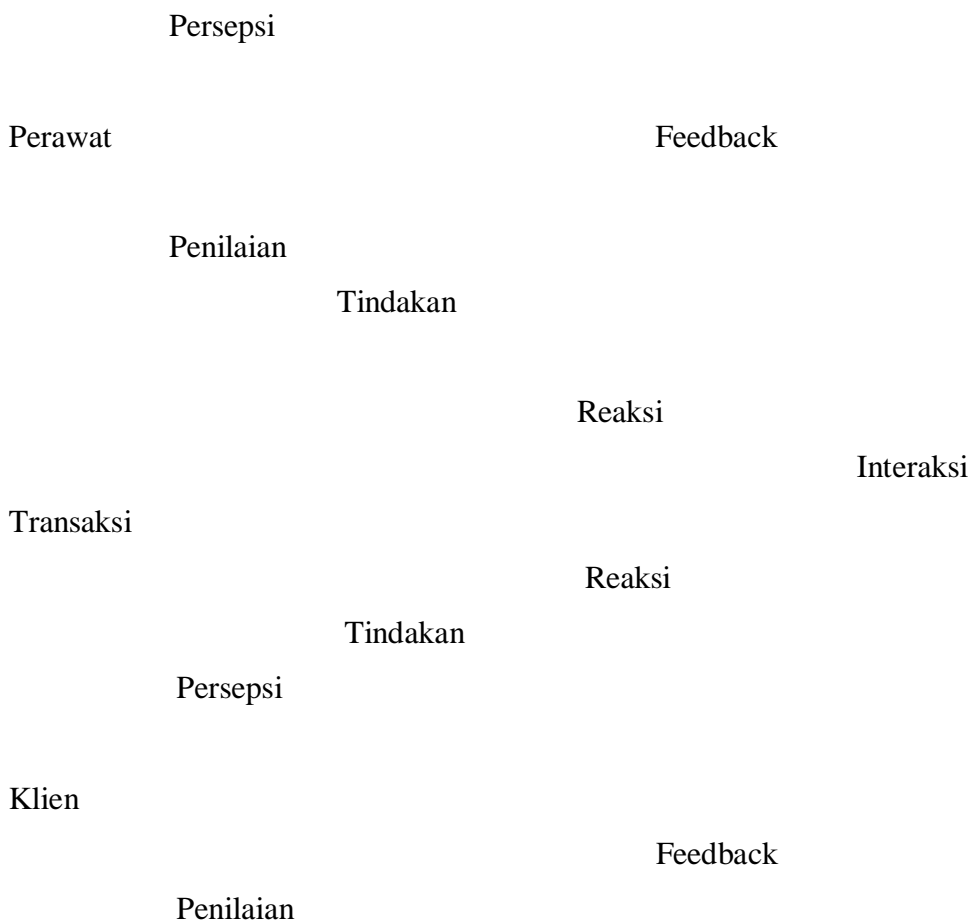 Persepsi
Perawat Feedback
Penilaian
Tindakan
Reaksi
Interaksi
Transaksi
Reaksi
Tindakan
Persepsi
Klien
Feedback
Penilaian